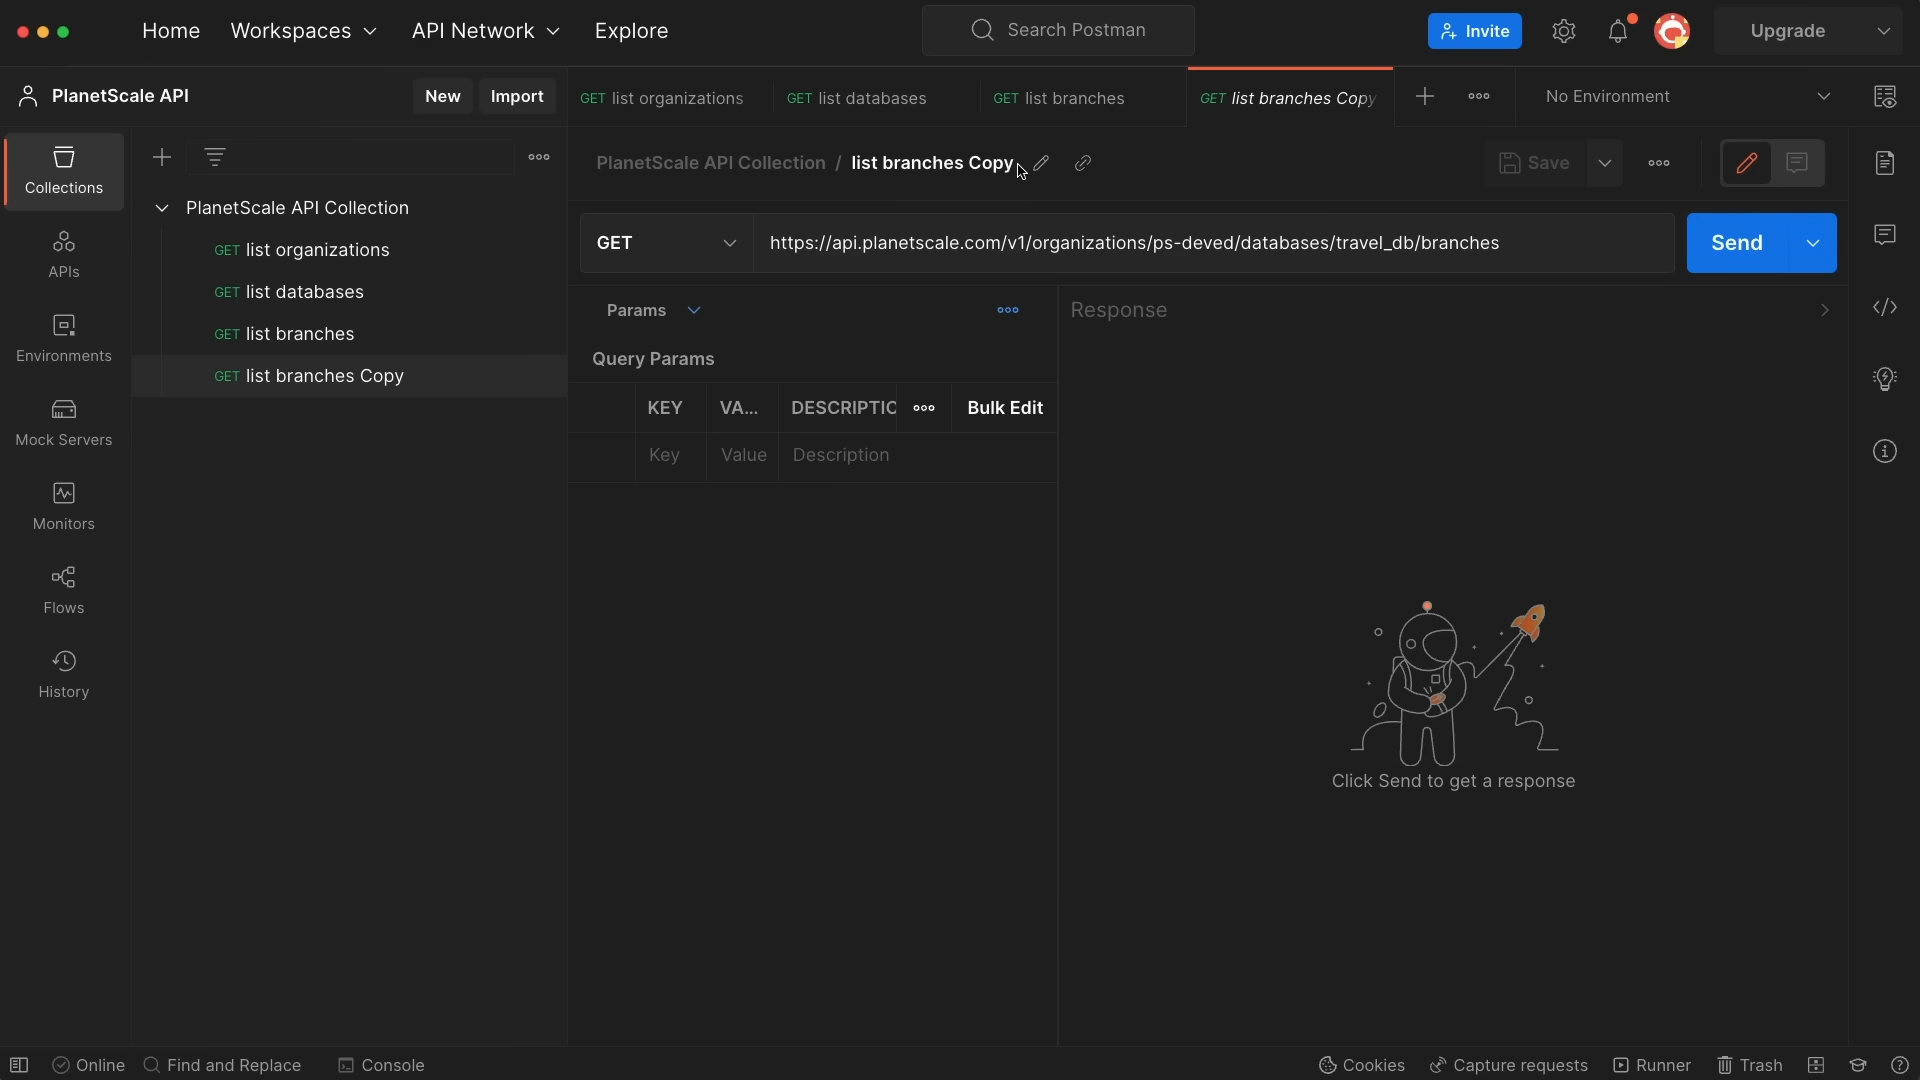 Home
Workspaces
API Network
Explore
Search Postman
Invite
Upgrade
PlanetScale API
New
Import
GET list organizations
GET list databases
GET list branches
GET list branches Copy
No Environment
Collections
APIs
Environments
Mock Servers
Monitors
Flows
History
PlanetScale API Collection
GET list organizations
GET list databases
GET list branches
GET list branches Copy
PlanetScale API Collection / list branches Copy
Save
GET
https://api.planetscale.com/v1/organizations/ps-deved/databases/travel_db/branches
Send
Params
Query Params
KEY
VA...
DESCRIPTIO
Bulk Edit
Key
Value
Description
Response
Click Send to get a response
Online
Find and Replace
Console
Cookies
Capture requests
Runner
Trash